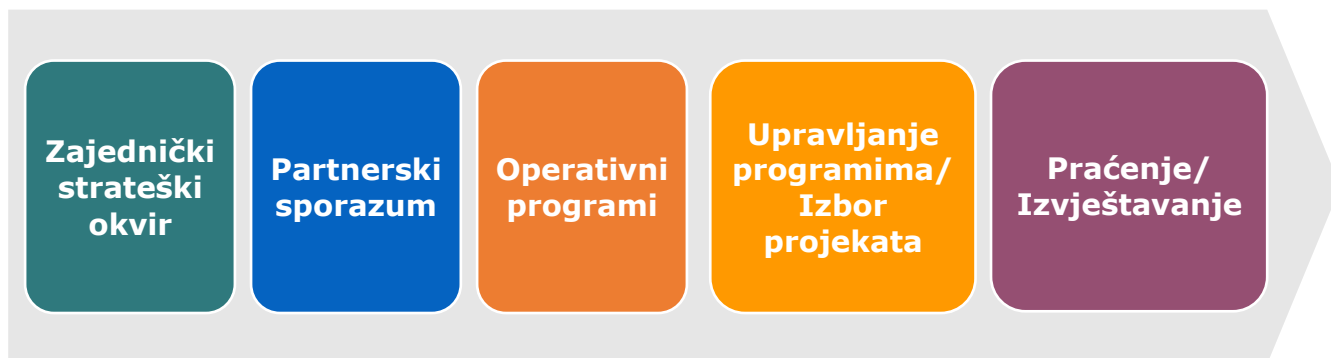 Zajednički
strateški
okvir
Partnerski
sporazum
Operativni
programi
Upravljanje
programima/
Izbor
projekata
Praćenje/
Izvještavanje